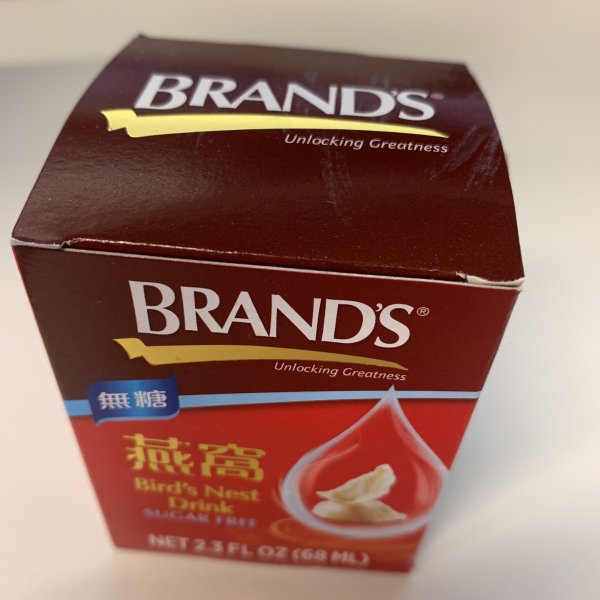 BRAND'S®
Unlocking Greatness
BRAND'S®
Unlocking Greatness
無糖
燕窩
Bird's Nest
Drink
SUGAR FREE
NET 2.3 FL OZ (68 ML)